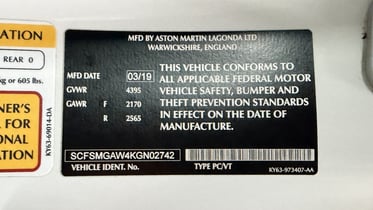 ATION
REAR 0
kg or 605 lbs.
NER'S
L FOR
ONAL
ATION
KY63-69014-DA
MFD BY ASTON MARTIN LAGONDA LTD
WARWICKSHIRE, ENGLAND
MFD DATE 03/19
GVWR 4395
GAWR F 2170
R 2565
THIS VEHICLE CONFORMS TO
ALL APPLICABLE FEDERAL MOTOR
VEHICLE SAFETY, BUMPER AND
THEFT PREVENTION STANDARDS
IN EFFECT ON THE DATE OF
MANUFACTURE.
SCFSMGAW4KGN02742
VEHICLE IDENT. No. TYPE PC/VT
KY63-973407-AA